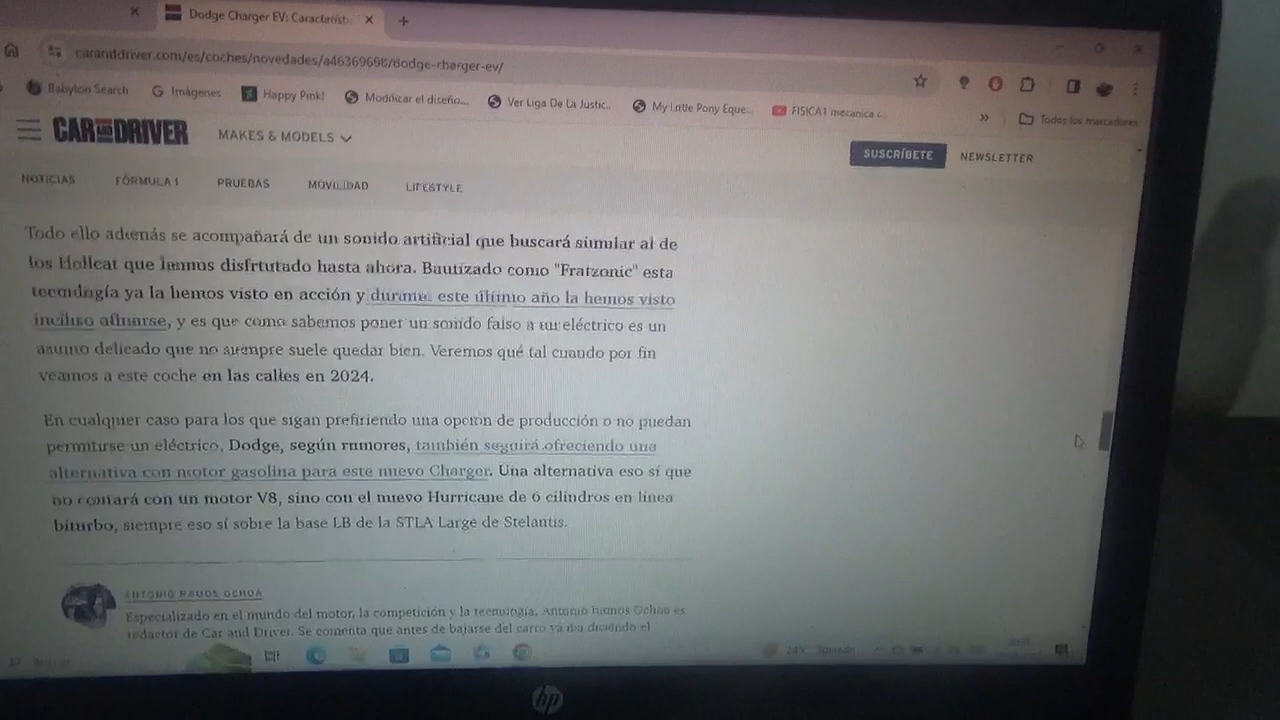 Dodge Charger EV: Característ
caranddriver.com/es/coches/novedades/a46369668/dodge-charger-ev/
Babylon Search Imágenes Happy Pink! Modificar el diseño... Ver Liga De La Justic... My Little Pony Eque... FISICA 1 mecanica c... » Todos los marcadores
CAR AND DRIVER MAKES & MODELS SUSCRÍBETE NEWSLETTER
NOTICIAS FÓRMULA 1 PRUEBAS MOVILIDAD LIFESTYLE
Todo ello además se acompañará de un sonido artificial que buscará simular al de
los Hellcat que hemos disfrtutado hasta ahora. Bautizado como "Fratzonic" esta
tecnología ya la hemos visto en acción y durante este último año la hemos visto
incluso afinarse, y es que como sabemos poner un sonido falso a un eléctrico es un
asunto delicado que no siempre suele quedar bien. Veremos qué tal cuando por fin
veamos a este coche en las calles en 2024.
En cualquier caso para los que sigan prefiriendo una opción de producción o no puedan
permitirse un eléctrico, Dodge, según rumores, también seguirá ofreciendo una
alternativa con motor gasolina para este nuevo Charger. Una alternativa eso sí que
no contará con un motor V8, sino con el nuevo Hurricane de 6 cilindros en línea
biturbo, siempre eso sí sobre la base LB de la STLA Large de Stelantis.
ANTONIO RAMOS OCHOA
Especializado en el mundo del motor, la competición y la tecnología, Antonio Ramos Ochoa es
redactor de Car and Driver. Se comenta que antes de bajarse del carro ya iba diciendo el
24°C
hp